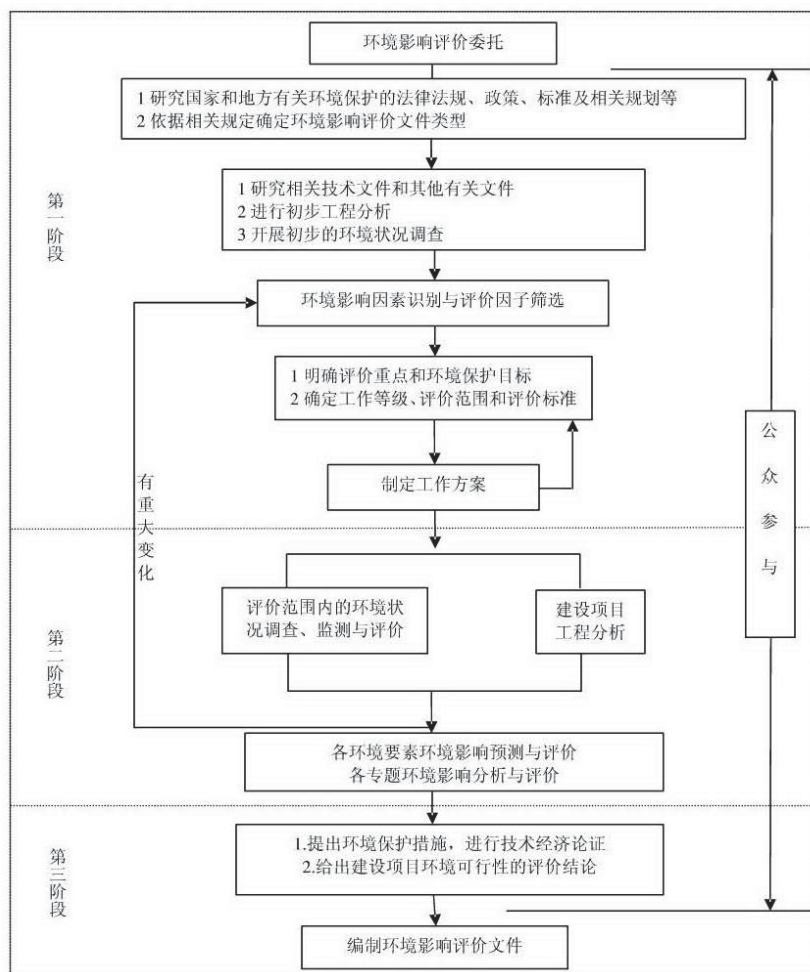 环境影响评价委托
1 研究国家和地方有关环境保护的法律法规、政策、标准及相关规划等
2 依据相关规定确定环境影响评价文件类型
第一阶段
1 研究相关技术文件和其他有关文件
2 进行初步工程分析
3 开展初步的环境状况调查
环境影响因素识别与评价因子筛选
1 明确评价重点和环境保护目标
2 确定工作等级、评价范围和评价标准
制定工作方案
公众参与
有重大变化
第二阶段
评价范围内的环境状
况调查、监测与评价
建设项目
工程分析
各环境要素环境影响预测与评价
各专题环境影响分析与评价
第三阶段
1.提出环境保护措施，进行技术经济论证
2.给出建设项目环境可行性的评价结论
编制环境影响评价文件